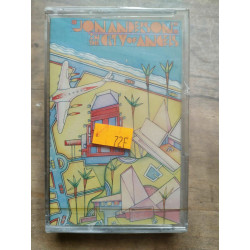 JON ANDERSON
IN THE CITY OF ANGELS
72F